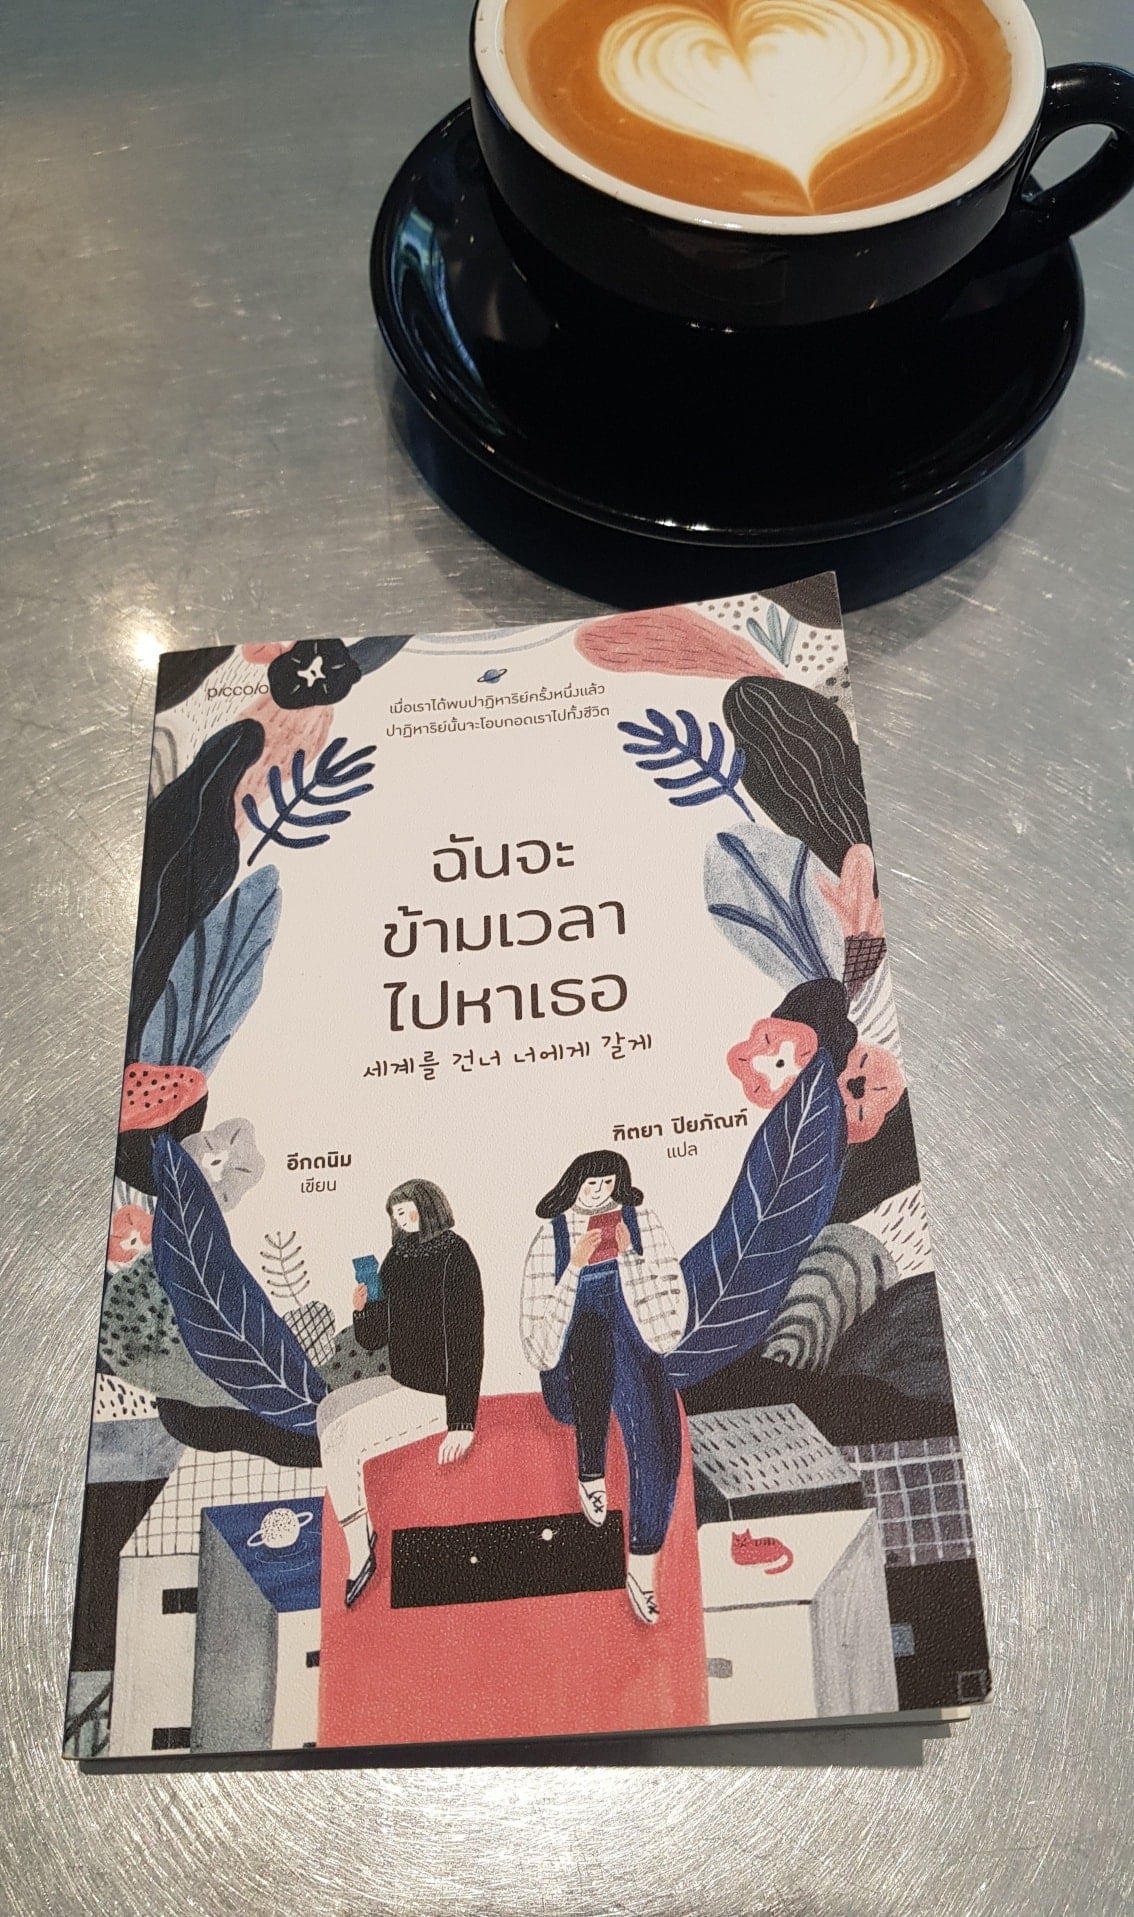 piccolo
เมื่อเราได้พบปาฏิหาริย์ครั้งหนึ่งแล้ว
ปาฏิหาริย์นั้นจะโอบกอดเราไปทั้งชีวิต
ฉันจะ
ข้ามเวลา
ไปหาเธอ
세계를 건너 너에게 갈게
อีกดนิม
เขียน
ฑิตยา ปิยภัณฑ์
แปล